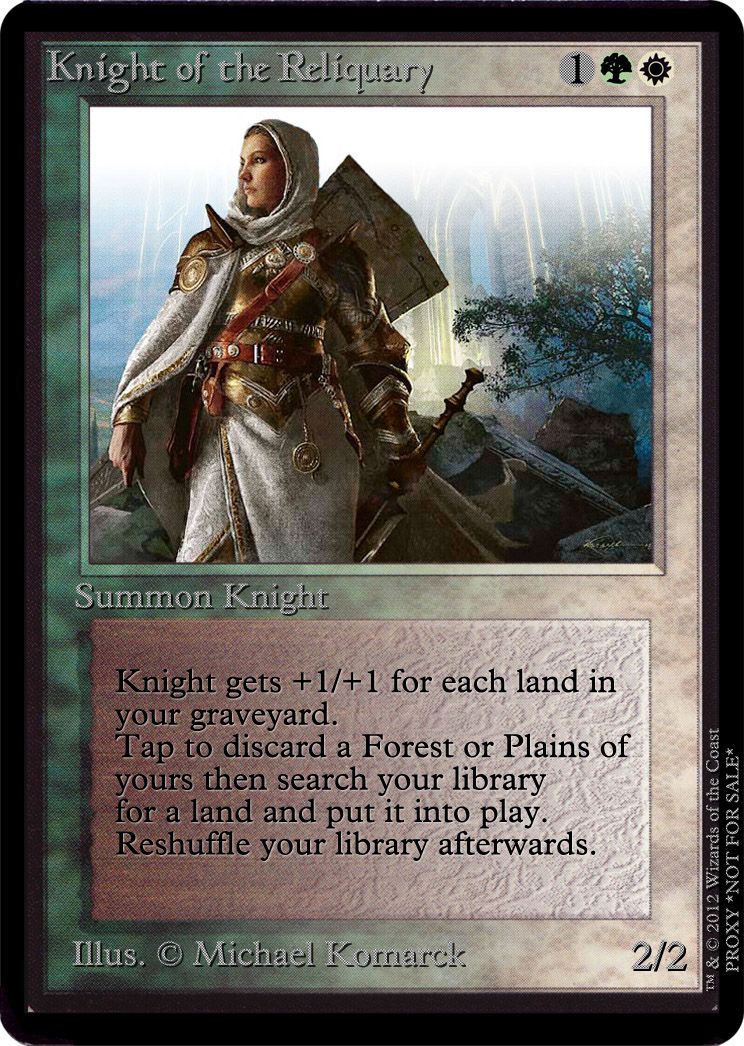 Knight of the Reliquary
1
Summon Knight
Knight gets +1/+1 for each land in
your graveyard.
Tap to discard a Forest or Plains of
yours then search your library
for a land and put it into play.
Reshuffle your library afterwards.
Illus. © Michael Komarck
2/2
™ & © 2012 Wizards of the Coast
PROXY *NOT FOR SALE*